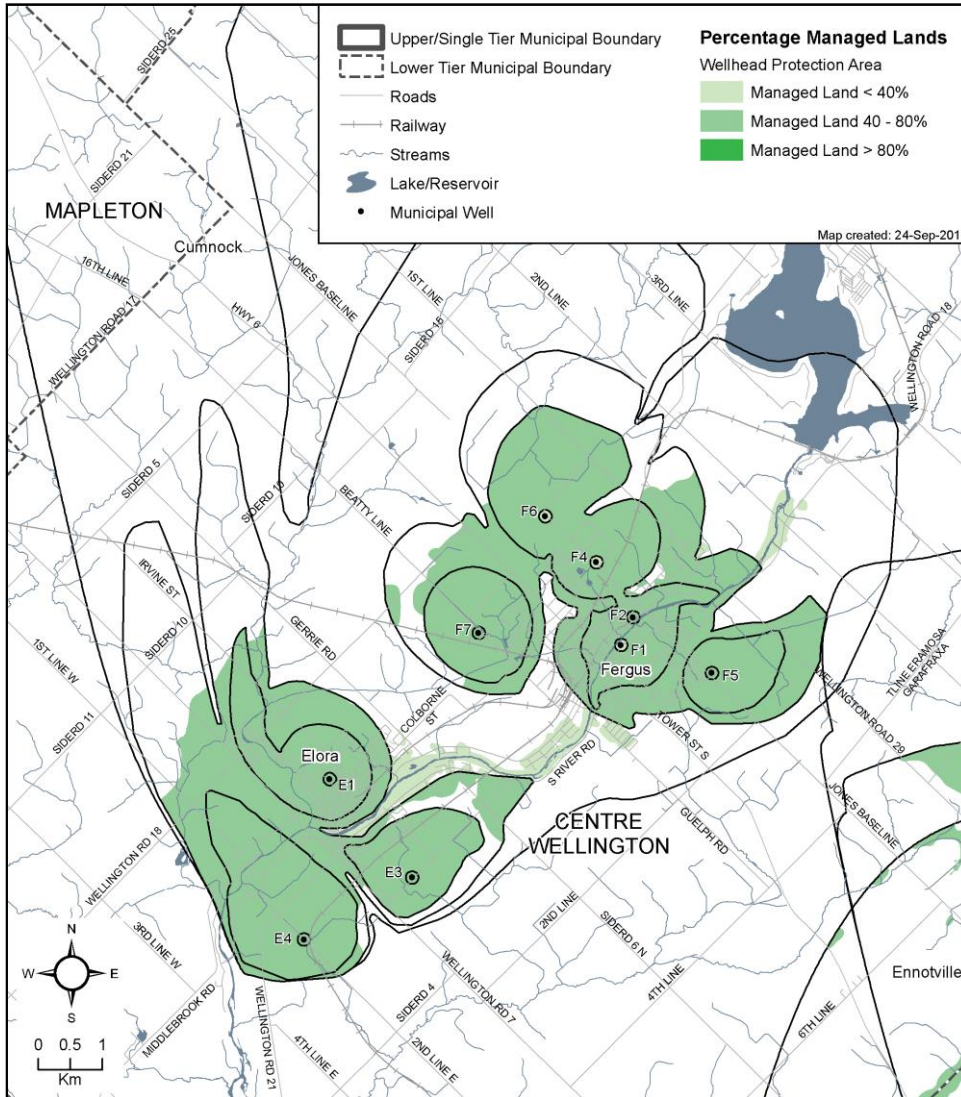 Upper/Single Tier Municipal Boundary
Lower Tier Municipal Boundary
Roads
Railway
Streams
Lake/Reservoir
Municipal Well
Percentage Managed Lands
Wellhead Protection Area
Managed Land < 40%
Managed Land 40 - 80%
Managed Land > 80%
Map created: 24-Sep-201
SIDERD 25
SIDERD 21
MAPLETON
Cumnock
16TH LINE
WELLINGTON ROAD 17
HWY 6
JONES BASELINE
1ST LINE
2ND LINE
3RD LINE
SIDERD 15
WELLINGTON ROAD 18
SIDERD 5
SIDERD 10
BEATTY LINE
IRVINE ST
SIDERD 10
GERRIE RD
1ST LINE W
SIDERD 11
COLBORNE
ST
F6
F4
F2
F7
F1
Fergus
F5
TLINE ERAMOSA
GARAFRAXA
WELLINGTON ROAD 29
TOWER ST S
S RIVER RD
Elora
E1
JONES BASELINE
GUELPH RD
CENTRE
WELLINGTON
WELLINGTON RD 18
E3
E4
3RD LINE W
2ND LINE
SIDERD 6 N
4TH LINE
WELLINGTON RD 7
Ennotville
MIDDLEBROOK RD
WELLINGTON RD 21
SIDERD 4
4TH LINE E
2ND LINE E
6TH LINE
N
W
E
S
0 0.5 1
Km